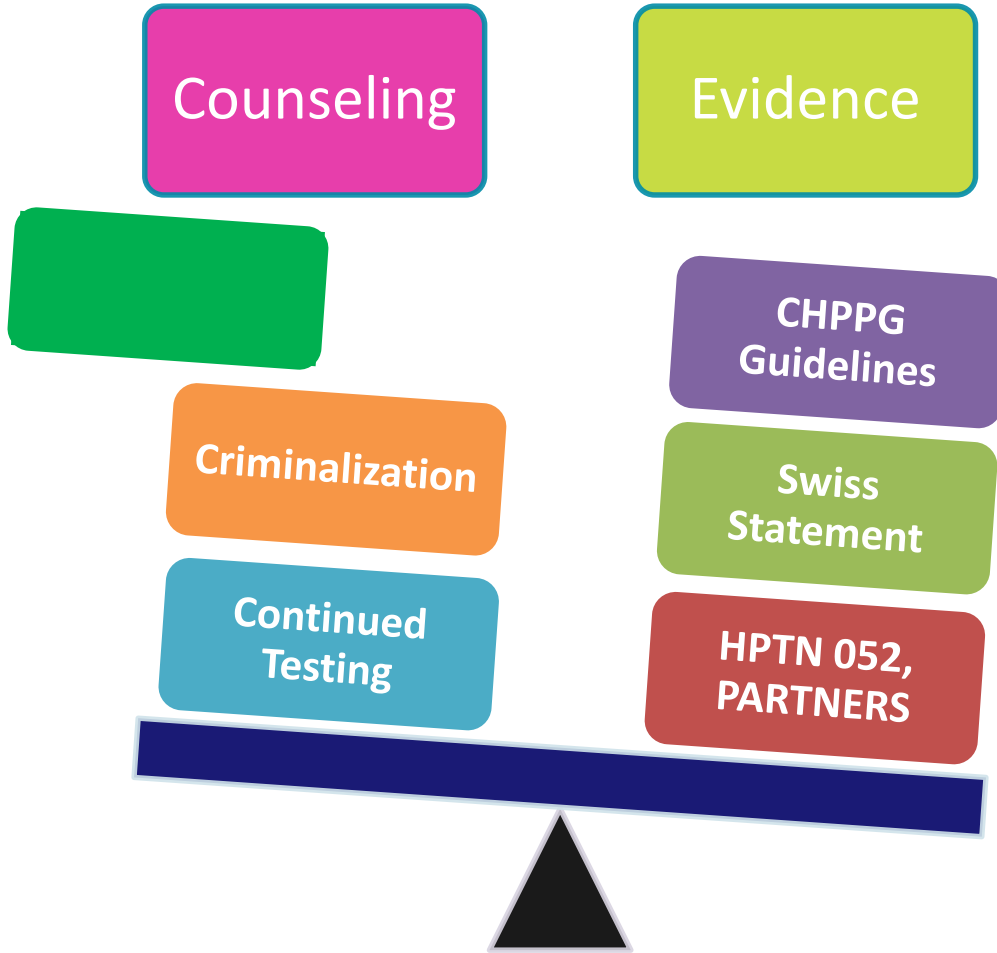 Counseling
Evidence
CHPPG
Guidelines
Criminalization
Swiss
Statement
Continued
Testing
HPTN 052,
PARTNERS